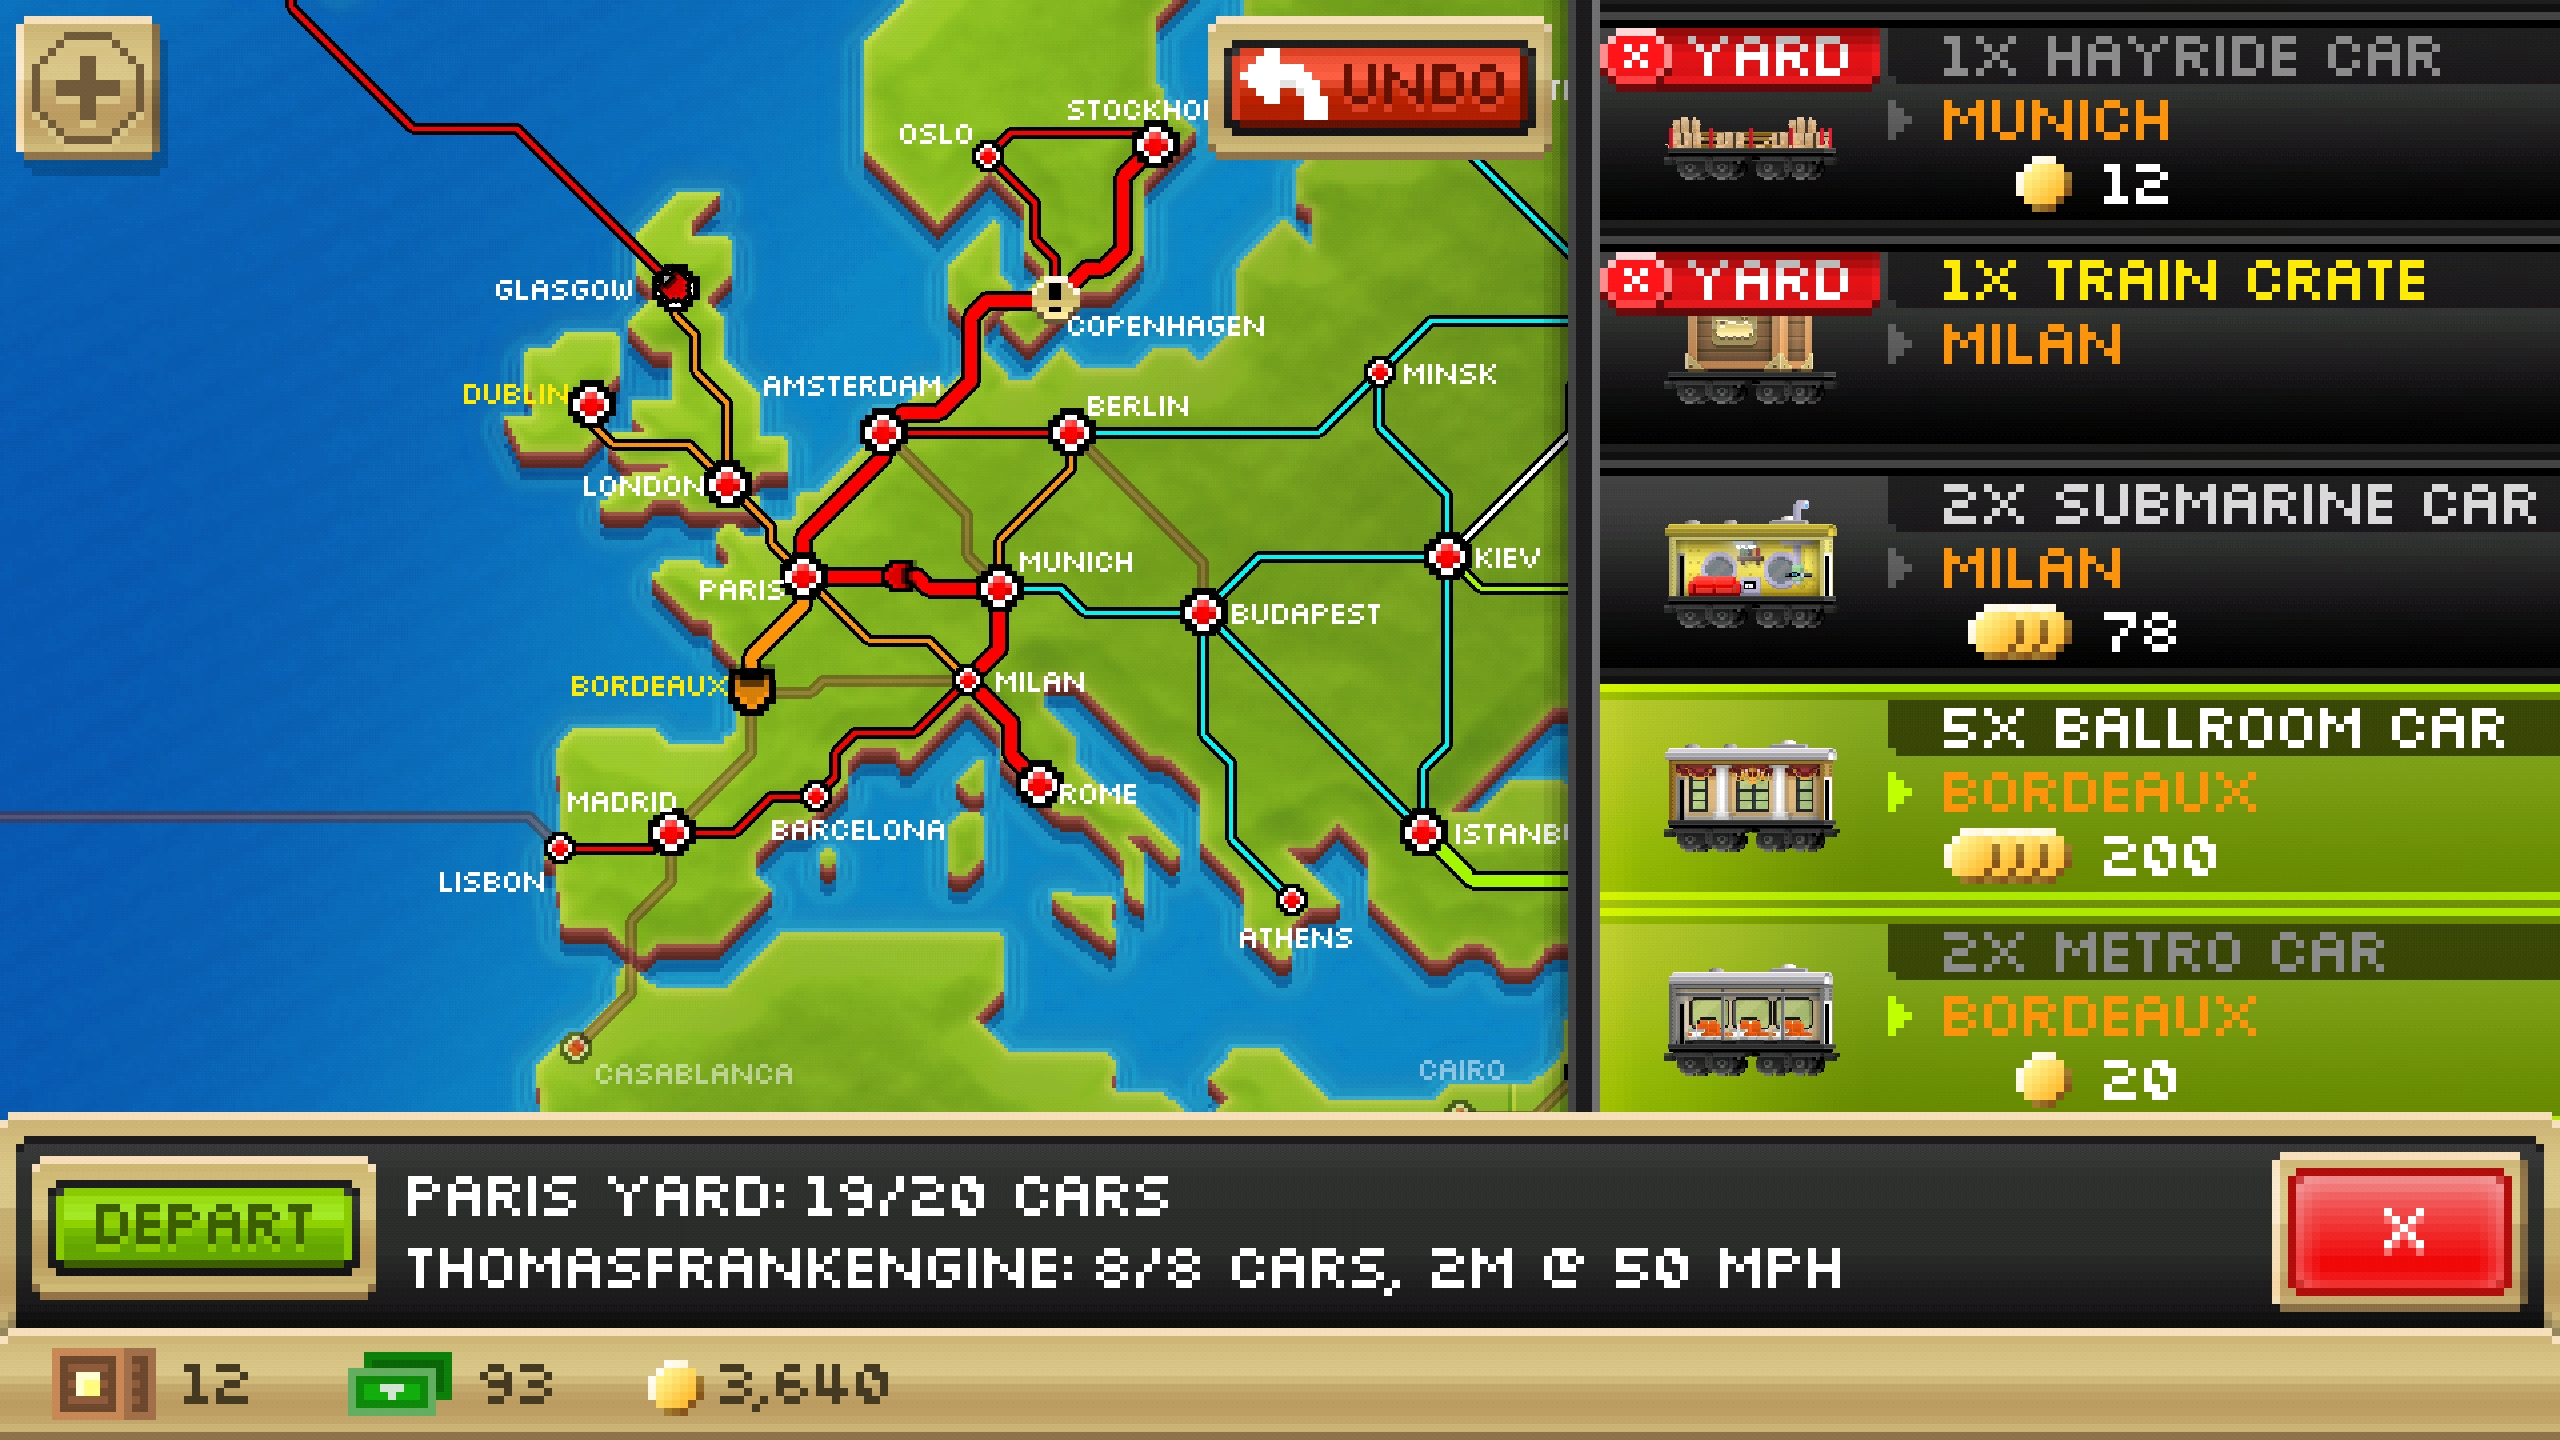 UNDO
STOCKHO
OSLO
GLASGOW
COPENHAGEN
DUBLIN
AMSTERDAM
MINSK
BERLIN
LONDON
MUNICH
KIEV
PARIS
BUDAPEST
BORDEAUX
MILAN
MADRID
ROME
BARCELONA
ISTANB
LISBON
ATHENS
CASABLANCA
CAIRO
YARD
1X HAYRIDE CAR
MUNICH
12
YARD
1X TRAIN CRATE
MILAN
2X SUBMARINE CAR
MILAN
78
5X BALLROOM CAR
BORDEAUX
200
2X METRO CAR
BORDEAUX
20
DEPART
PARIS YARD: 19/20 CARS
THOMASFRANKENGINE: 8/8 CARS, 2M @ 50 MPH
X
12
93
3,640